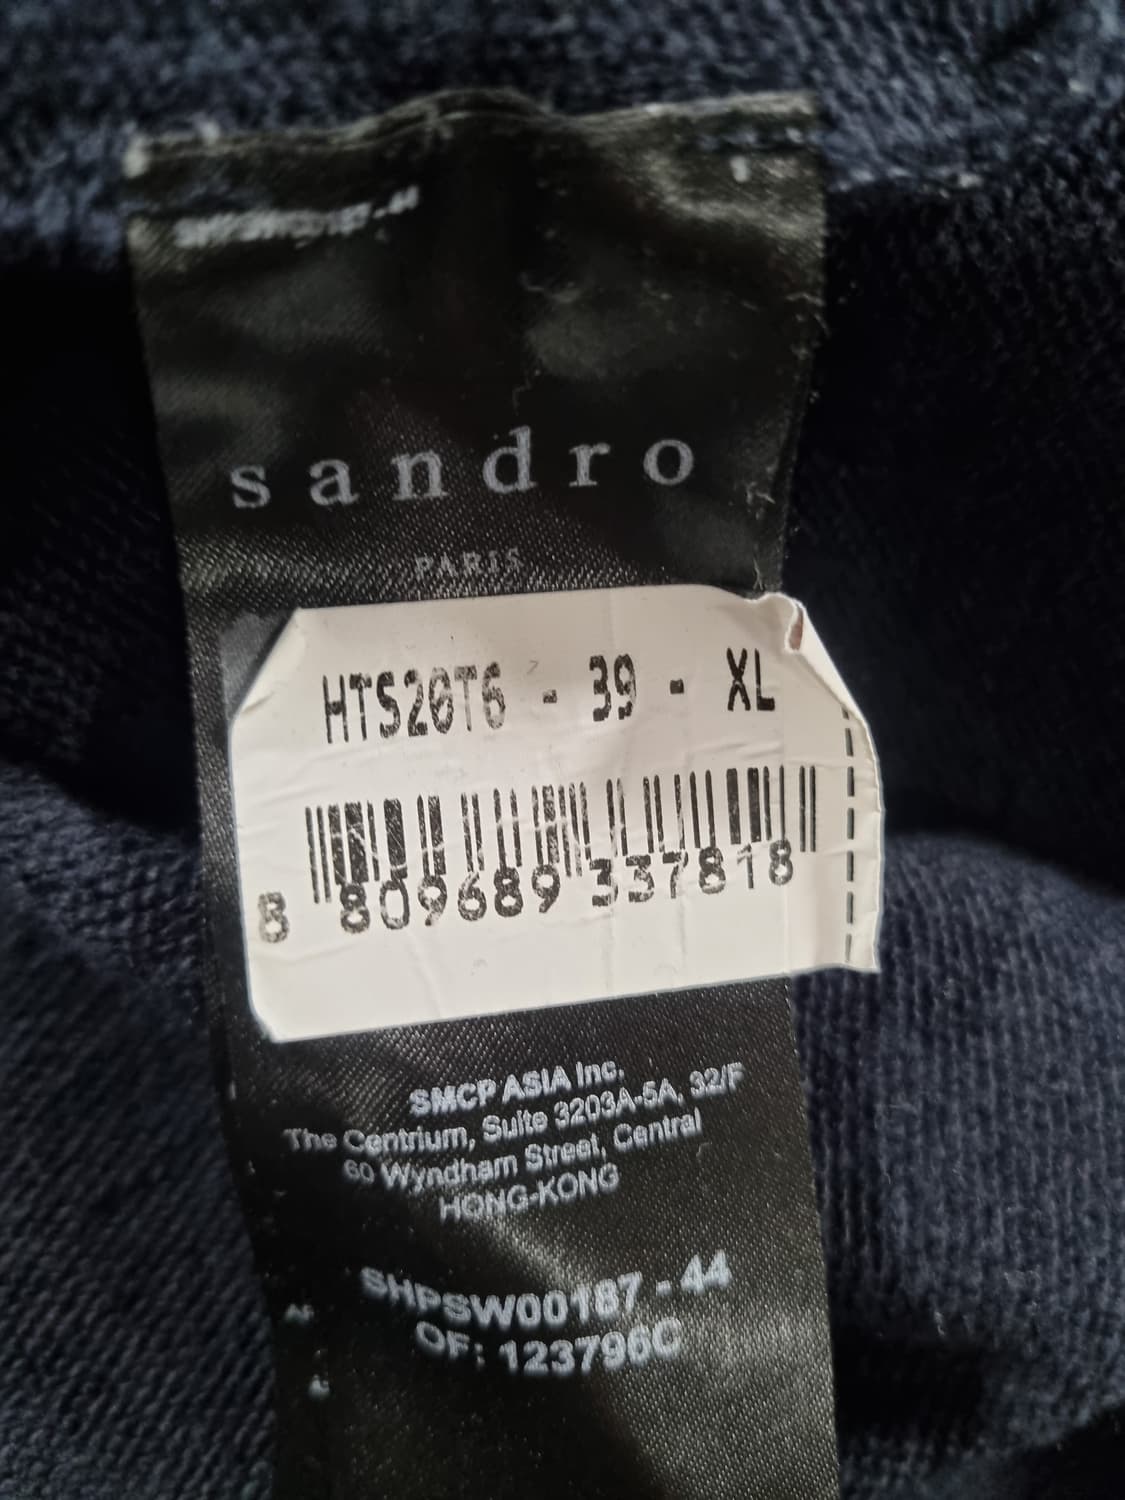 sandro
PARIS
HTS20T6 - 39 - XL
8 809689 337818
SMCP ASIA Inc.
The Centrium, Suite 3203A-5A, 32/F
60 Wyndham Street, Central
HONG-KONG
SHPSW00187 - 44
OF: 123796C